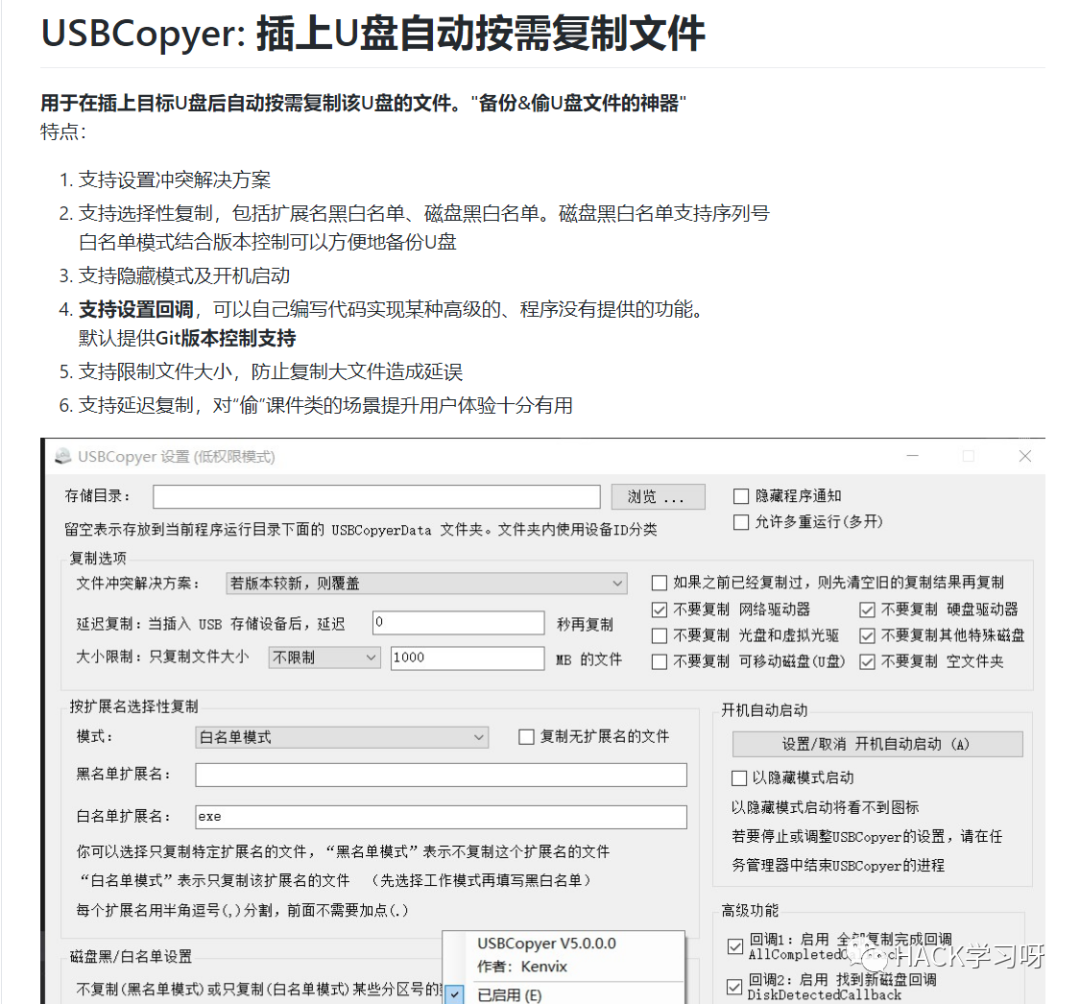 USBCopyer: 插上U盘自动按需复制文件
用于在插上目标U盘后自动按需复制该U盘的文件。"备份&偷U盘文件的神器"
特点：
1. 支持设置冲突解决方案
2. 支持选择性复制，包括扩展名黑白名单、磁盘黑白名单。磁盘黑白名单支持序列号
白名单模式结合版本控制可以方便地备份U盘
3. 支持隐藏模式及开机启动
4. 支持设置回调，可以自己编写代码实现某种高级的、程序没有提供的功能。
默认提供Git版本控制支持
5. 支持限制文件大小，防止复制大文件造成延误
6. 支持延迟复制，对“偷”课件类的场景提升用户体验十分有用
USBCopyer 设置 (低权限模式)
存储目录： 浏览 ... 隐藏程序通知
留空表示存放到当前程序运行目录下面的 USBCopyerData 文件夹。文件夹内使用设备ID分类 允许多重运行(多开)
复制选项
文件冲突解决方案： 若版本较新，则覆盖 如果之前已经复制过，则先清空旧的复制结果再复制
不要复制 网络驱动器 不要复制 硬盘驱动器
延迟复制：当插入 USB 存储设备后，延迟 0 秒再复制
不要复制 光盘和虚拟光驱 不要复制其他特殊磁盘
大小限制：只复制文件大小 不限制 1000 MB 的文件 不要复制 可移动磁盘(U盘) 不要复制 空文件夹
按扩展名选择性复制
模式： 白名单模式 复制无扩展名的文件
黑名单扩展名：
白名单扩展名： exe
你可以选择只复制特定扩展名的文件，“黑名单模式”表示不复制这个扩展名的文件
“白名单模式”表示只复制该扩展名的文件 （先选择工作模式再填写黑白名单）
每个扩展名用半角逗号(,)分割，前面不需要加点(.)
开机自动启动
设置/取消 开机自动启动 (A)
以隐藏模式启动
以隐藏模式启动将看不到图标
若要停止或调整USBCopyer的设置，请在任
务管理器中结束USBCopyer的进程
高级功能
回调1：启用 全部复制完成回调
回调2：启用 找到新磁盘回调
DiskDetectedCallback
磁盘黑/白名单设置
不复制(黑名单模式)或只复制(白名单模式)某些分区号的
USBCopyer V5.0.0.0
作者：Kenvix
已启用 (E)
HACK学习呀